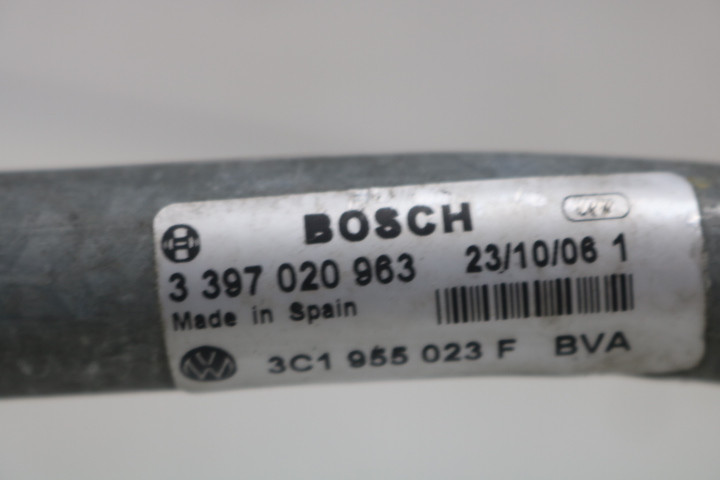 BOSCH
3 397 020 963 23/10/06 1
Made in Spain
3C1 955 023 F BVA